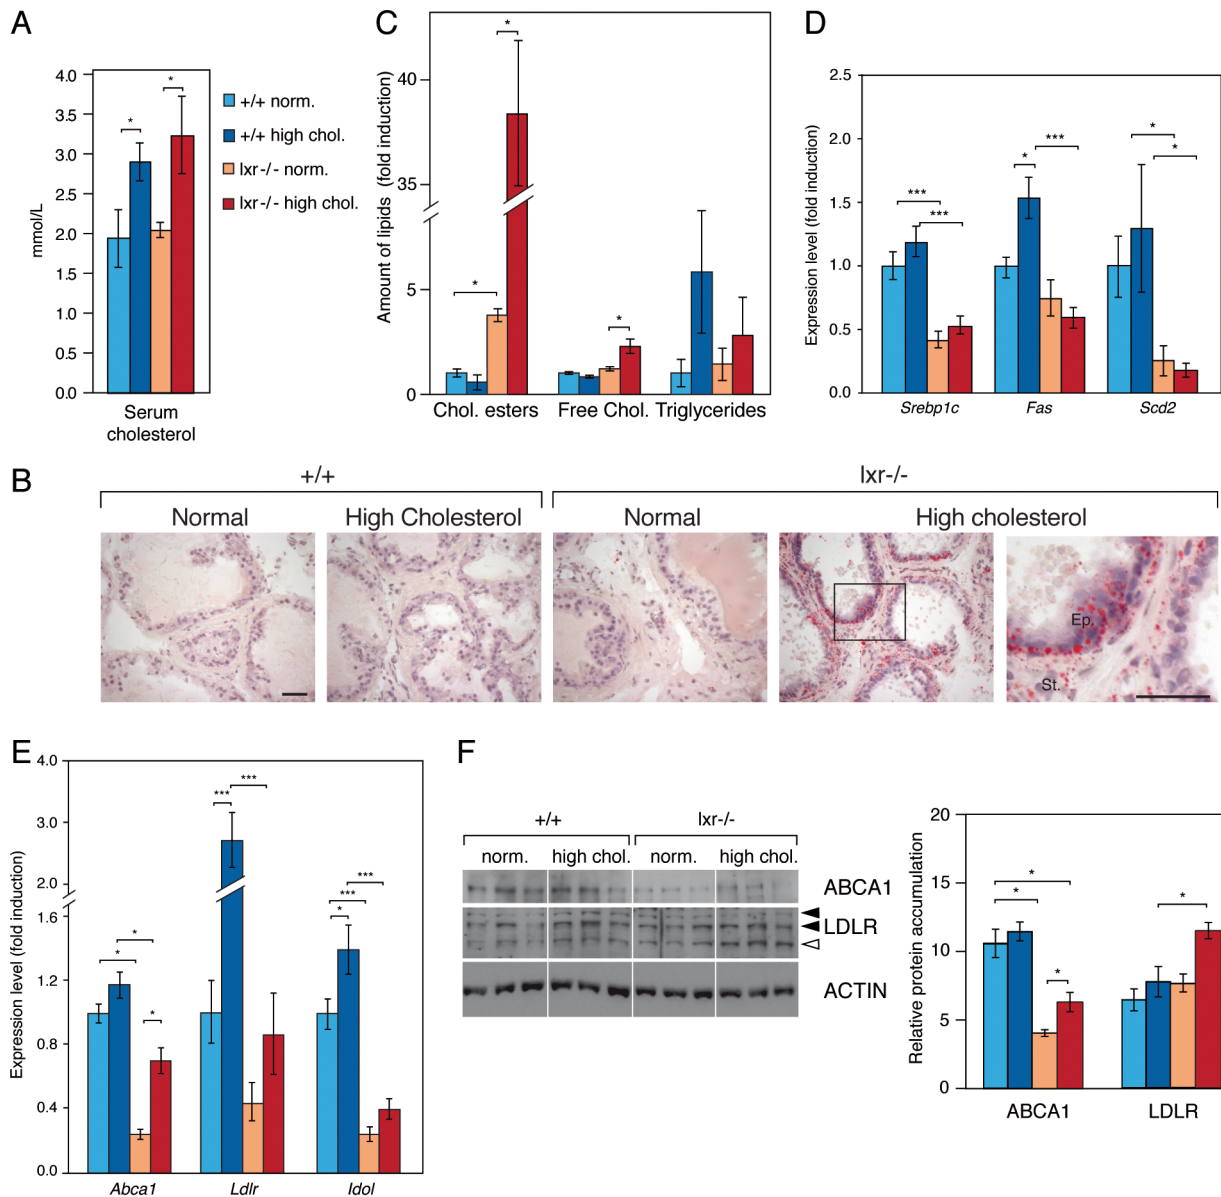 A
4.0
3.5
3.0
2.5
2.0
1.5
1.0
0.5
0.0
mmol/L
*
*
Serum
cholesterol
+/+ norm.
+/+ high chol.
lxr-/- norm.
lxr-/- high chol.
C
Amount of lipids (fold induction)
40
35
5
0
*
*
*
Chol. esters
Free Chol.
Triglycerides
D
Expression level (fold induction)
2.5
2.0
1.5
1.0
0.5
0.0
***
***
*
***
*
*
Srebp1c
Fas
Scd2
B
+/+
lxr-/-
Normal
High Cholesterol
Normal
High cholesterol
Ep.
St.
E
Expression level (fold induction)
4.0
3.0
2.0
1.6
1.2
0.8
0.4
0.0
*
*
*
***
***
***
***
*
Abca1
Ldlr
Idol
F
+/+
lxr-/-
norm.
high chol.
norm.
high chol.
ABCA1
LDLR
ACTIN
Relative protein accumulation
20
15
10
5
0
*
*
*
*
ABCA1
LDLR